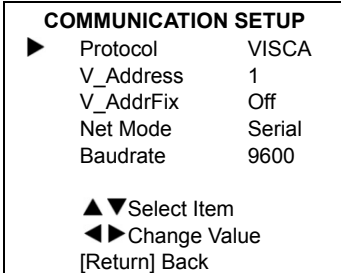 COMMUNICATION SETUP
▶ Protocol VISCA
V_Address 1
V_AddrFix Off
Net Mode Serial
Baudrate 9600
▲▼Select Item
◀▶Change Value
[Return] Back